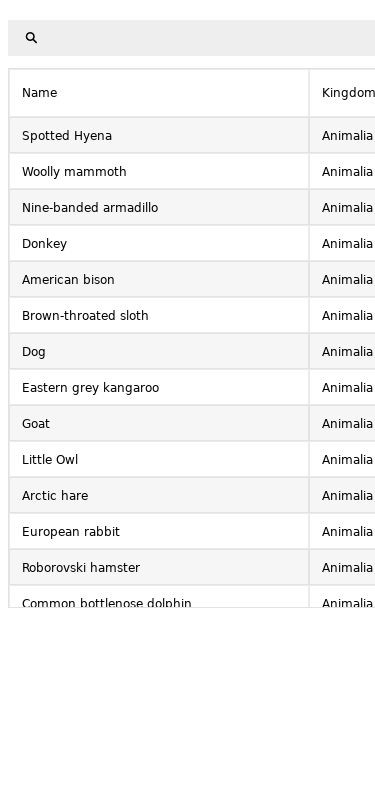 Name Kingdom
Spotted Hyena Animalia
Woolly mammoth Animalia
Nine-banded armadillo Animalia
Donkey Animalia
American bison Animalia
Brown-throated sloth Animalia
Dog Animalia
Eastern grey kangaroo Animalia
Goat Animalia
Little Owl Animalia
Arctic hare Animalia
European rabbit Animalia
Roborovski hamster Animalia
Common bottlenose dolphin Animalia